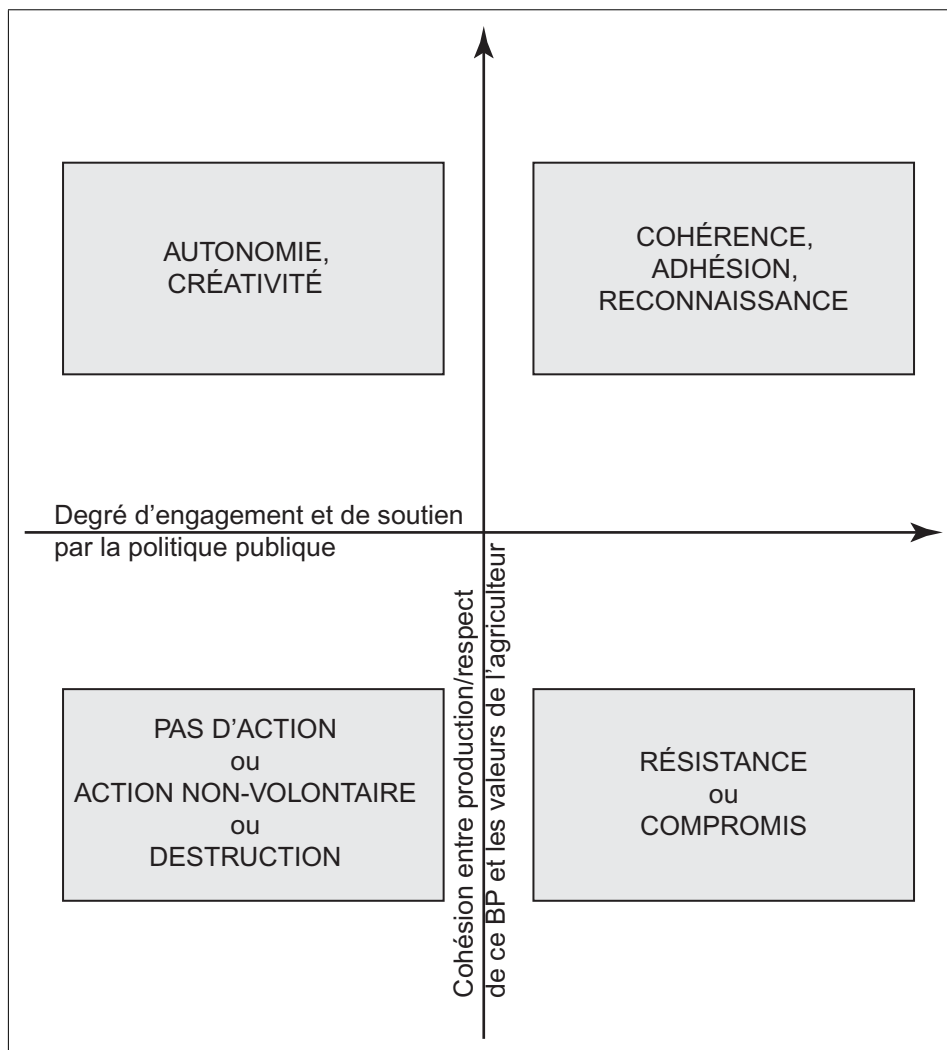 AUTONOMIE,
CRÉATIVITÉ
COHÉRENCE,
ADHÉSION,
RECONNAISSANCE
Degré d’engagement et de soutien
par la politique publique
Cohésion entre production/respect
de ce BP et les valeurs de l’agriculteur
PAS D’ACTION
ou
ACTION NON-VOLONTAIRE
ou
DESTRUCTION
RÉSISTANCE
ou
COMPROMIS